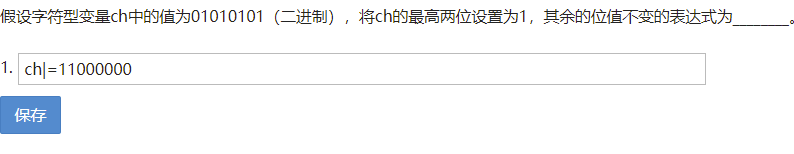 假设字符型变量ch中的值为01010101（二进制），将ch的最高两位设置为1，其余的位值不变的表达式为________。
1. ch|=11000000
保存